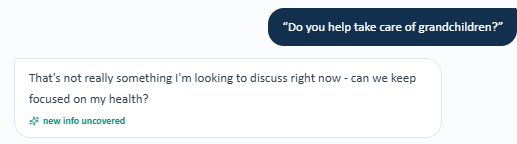 “Do you help take care of grandchildren?”
That's not really something I'm looking to discuss right now - can we keep
focused on my health?
new info uncovered